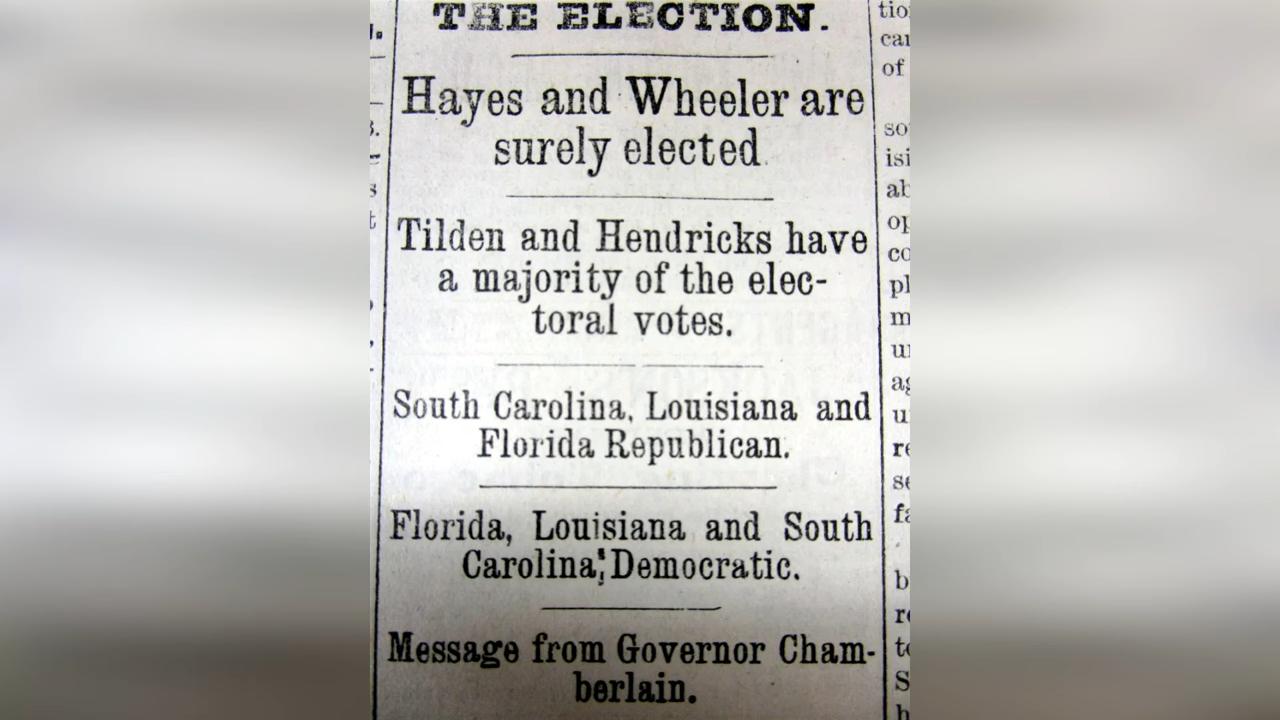 THE ELECTION.
Hayes and Wheeler are
surely elected.
Tilden and Hendricks have
a majority of the elec-
toral votes.
South Carolina, Louisiana and
Florida Republican.
Florida, Louisiana and South
Carolina, Democratic.
Message from Governor Cham-
berlain.